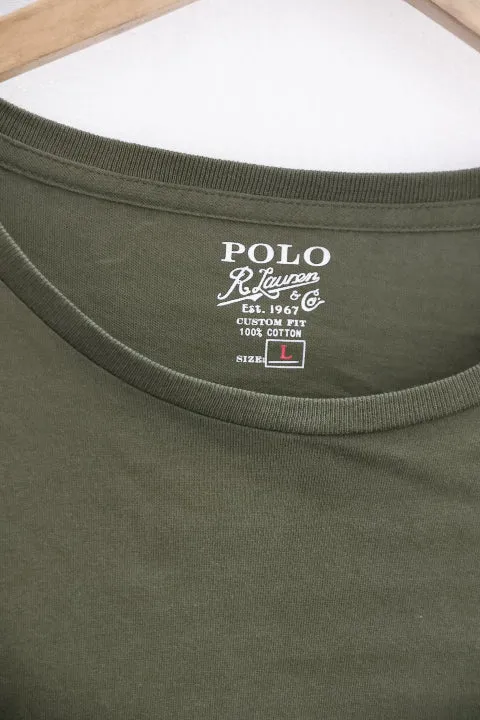 POLO
R. Lauren
& Co
Est. 1967
CUSTOM FIT
100% COTTON
SIZE: L